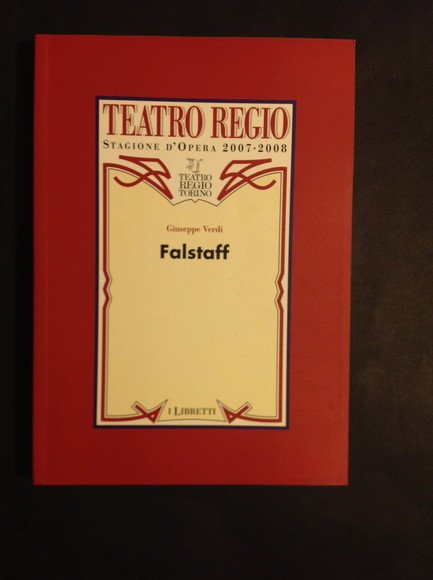 TEATRO REGIO
STAGIONE D'OPERA 2007·2008
TEATRO
REGIO
TORINO
Giuseppe Verdi
Falstaff
I LIBRETTI